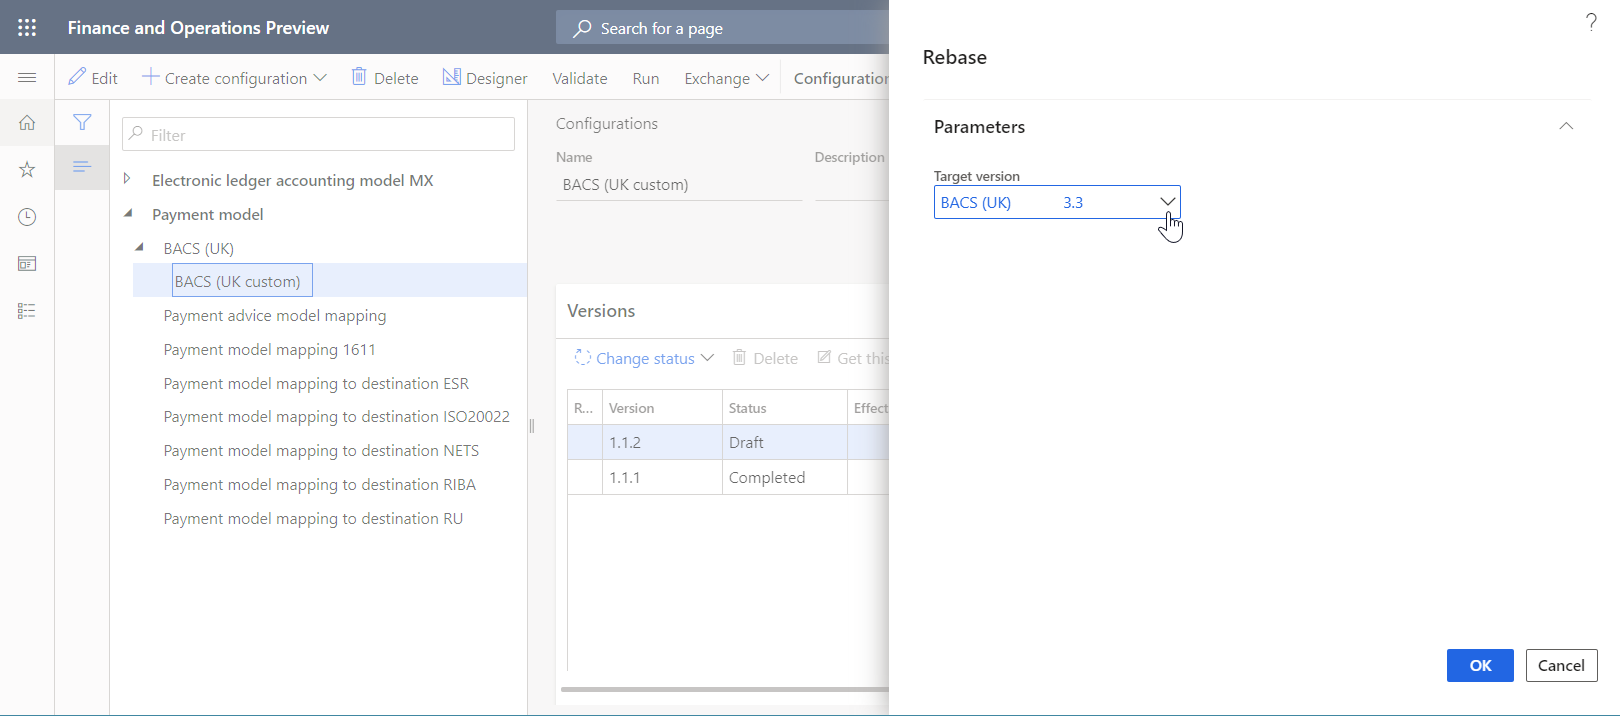 Finance and Operations Preview
Search for a page
?
Edit
Create configuration
Delete
Designer
Validate
Run
Exchange
Configuration
Filter
Electronic ledger accounting model MX
Payment model
BACS (UK)
BACS (UK custom)
Payment advice model mapping
Payment model mapping 1611
Payment model mapping to destination ESR
Payment model mapping to destination ISO20022
Payment model mapping to destination NETS
Payment model mapping to destination RIBA
Payment model mapping to destination RU
Configurations
Name Description
BACS (UK custom)
Versions
Change status Delete Get this
R... Version Status Effect
1.1.2 Draft
1.1.1 Completed
Rebase
Parameters
Target version
BACS (UK) 3.3
OK Cancel